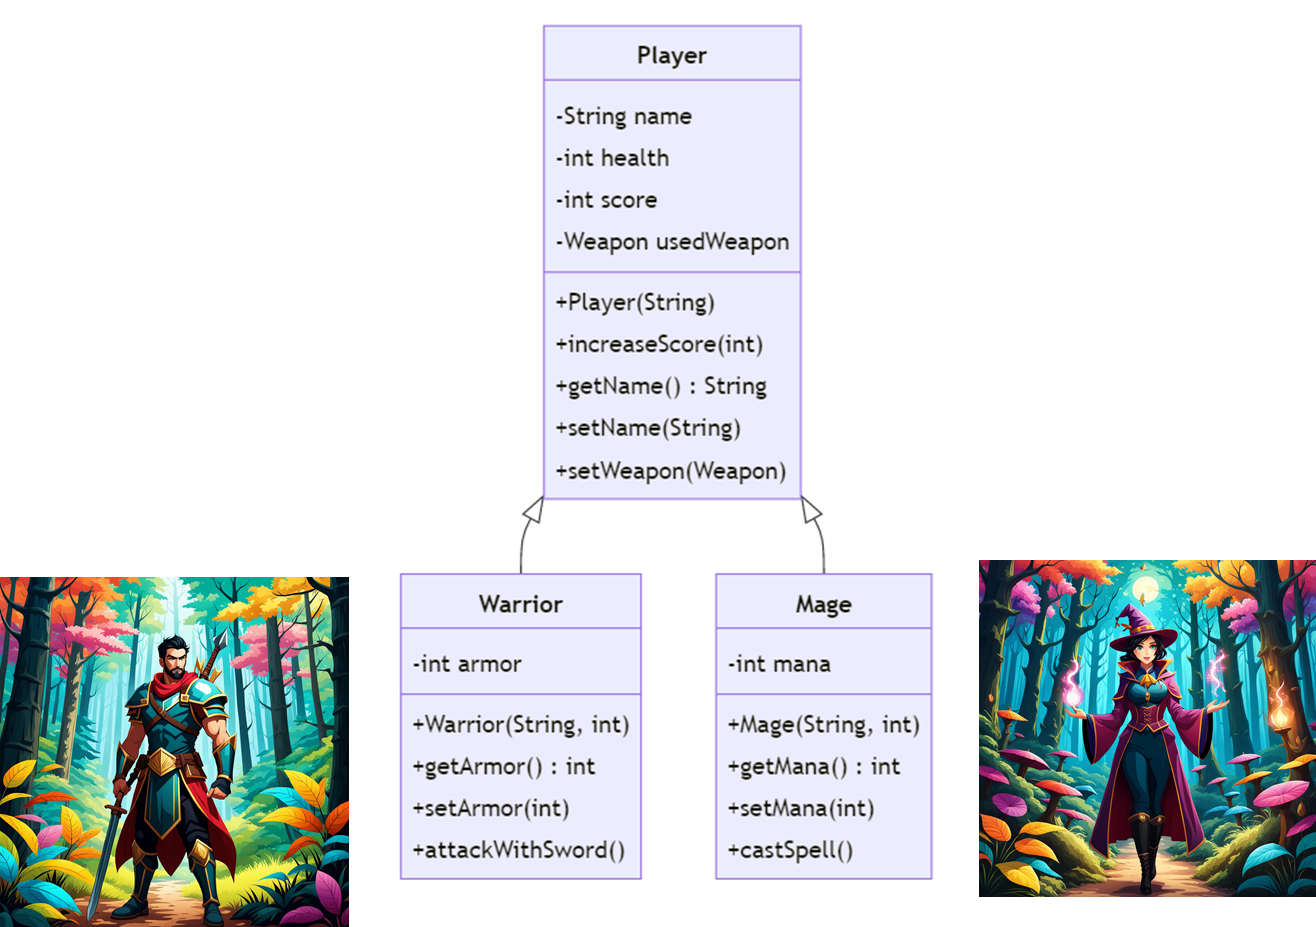 Player
-String name
-int health
-int score
-Weapon usedWeapon
+Player(String)
+increaseScore(int)
+getName() : String
+setName(String)
+setWeapon(Weapon)
Warrior
-int armor
+Warrior(String, int)
+getArmor() : int
+setArmor(int)
+attackWithSword()
Mage
-int mana
+Mage(String, int)
+getMana() : int
+setMana(int)
+castSpell()